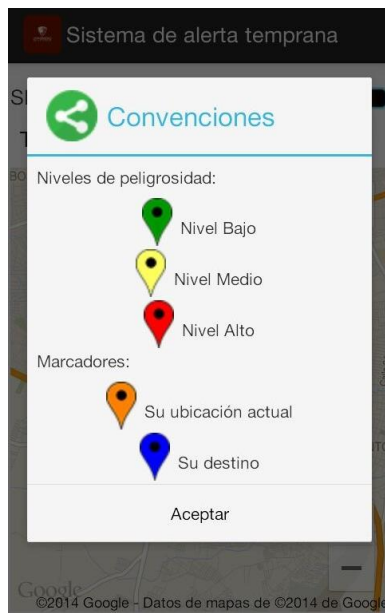 Sistema de alerta temprana
Convenciones
Niveles de peligrosidad:
Nivel Bajo
Nivel Medio
Nivel Alto
Marcadores:
Su ubicación actual
Su destino
Aceptar
Google
©2014 Google - Datos de mapas de ©2014 de Google